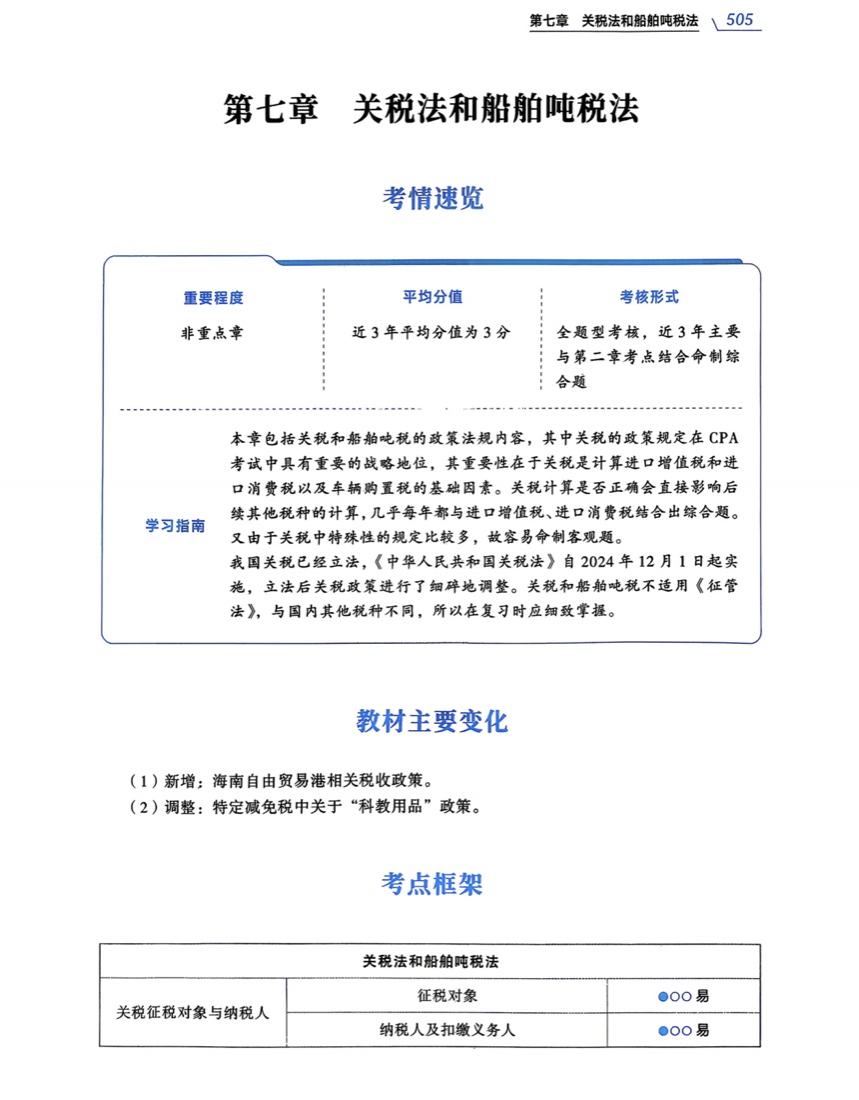 第七章 关税法和船舶吨税法 505
第七章 关税法和船舶吨税法
考情速览
重要程度
平均分值
考核形式
非重点章
近3年平均分值为3分
全题型考核，近3年主要
与第二章考点结合命制综
合题
学习指南
本章包括关税和船舶吨税的政策法规内容，其中关税的政策规定在CPA
考试中具有重要的战略地位，其重要性在于关税是计算进口增值税和进
口消费税以及车辆购置税的基础因素。关税计算是否正确会直接影响后
续其他税种的计算，几乎每年都与进口增值税、进口消费税结合出综合题。
又由于关税中特殊性的规定比较多，故容易命制客观题。
我国关税已经立法，《中华人民共和国关税法》自2024年12月1日起实
施，立法后关税政策进行了细碎地调整。关税和船舶吨税不适用《征管
法》，与国内其他税种不同，所以在复习时应细致掌握。
教材主要变化
（1）新增：海南自由贸易港相关税收政策。
（2）调整：特定减免税中关于“科教用品”政策。
考点框架
关税法和船舶吨税法
关税征税对象与纳税人
征税对象
●○○易
纳税人及扣缴义务人
●○○易